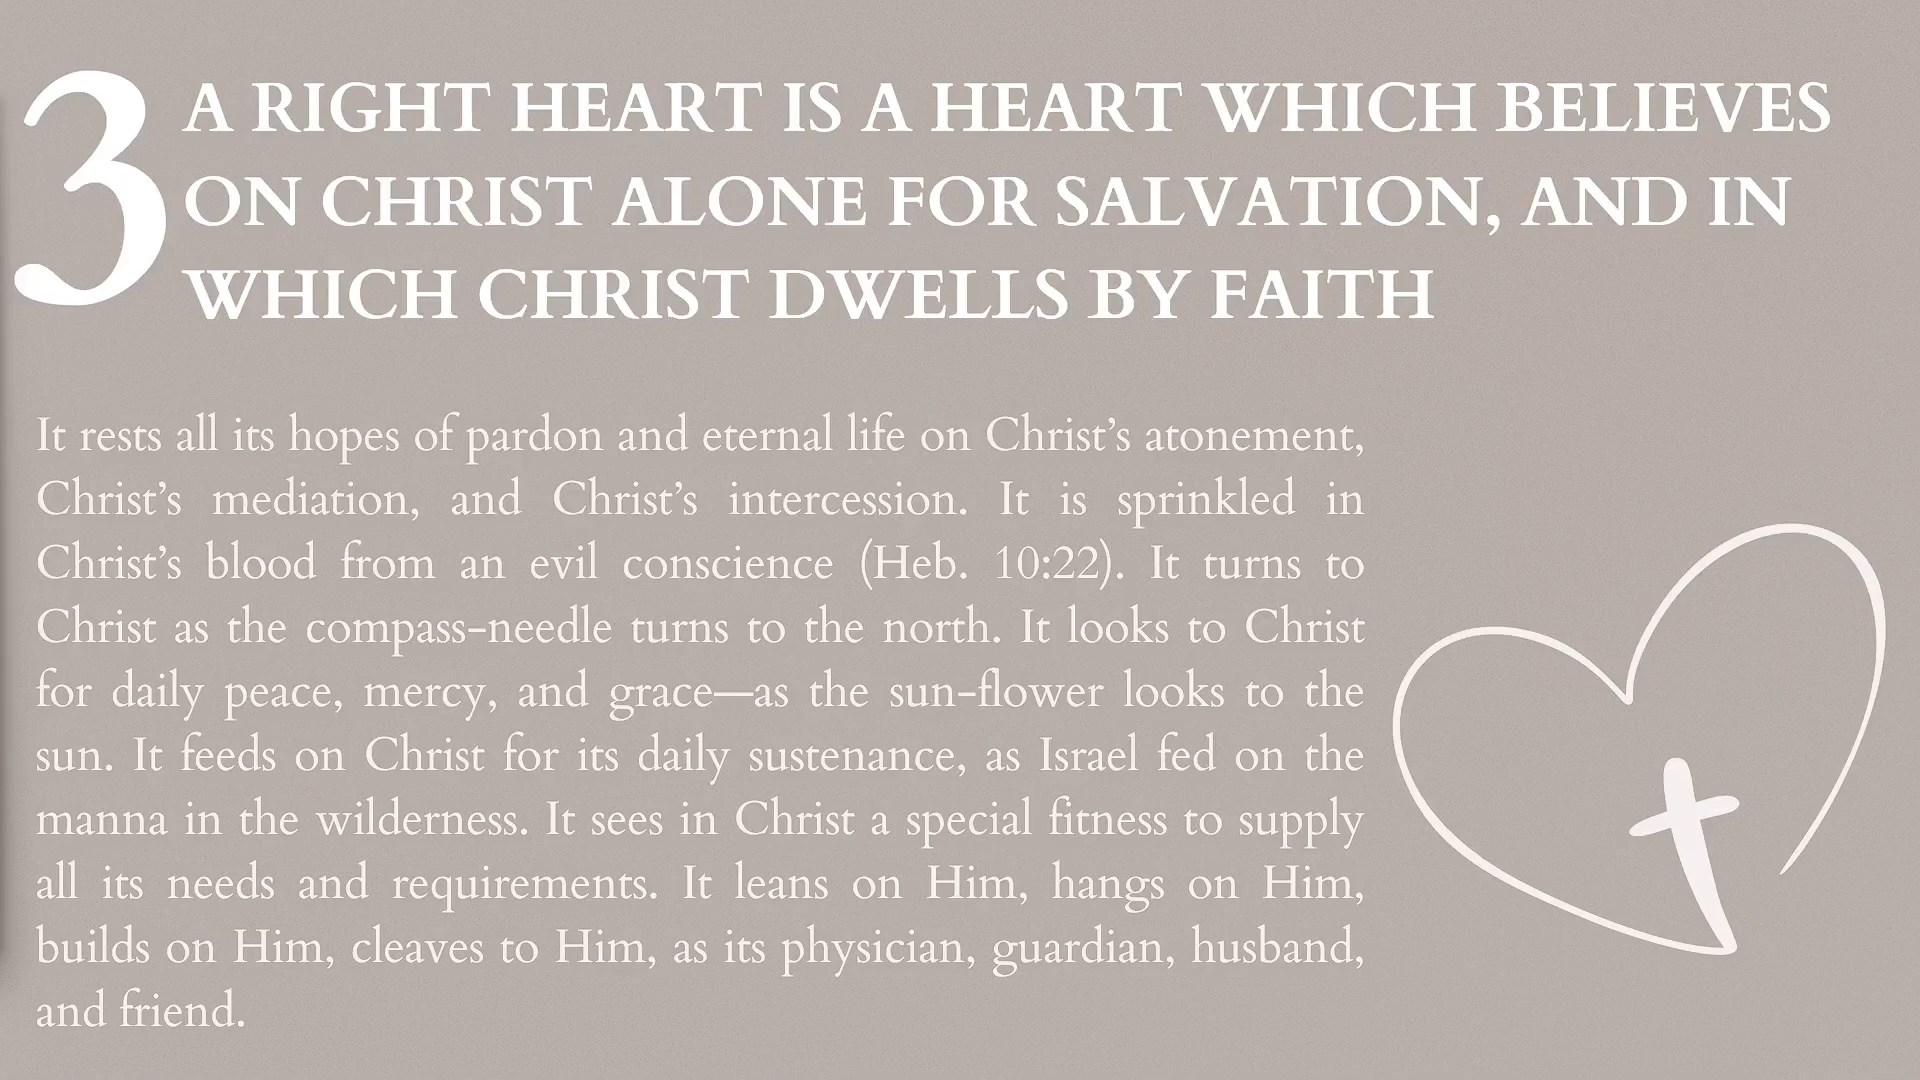 3
A RIGHT HEART IS A HEART WHICH BELIEVES
ON CHRIST ALONE FOR SALVATION, AND IN
WHICH CHRIST DWELLS BY FAITH
It rests all its hopes of pardon and eternal life on Christ’s atonement,
Christ’s mediation, and Christ’s intercession. It is sprinkled in
Christ’s blood from an evil conscience (Heb. 10:22). It turns to
Christ as the compass-needle turns to the north. It looks to Christ
for daily peace, mercy, and grace—as the sun-flower looks to the
sun. It feeds on Christ for its daily sustenance, as Israel fed on the
manna in the wilderness. It sees in Christ a special fitness to supply
all its needs and requirements. It leans on Him, hangs on Him,
builds on Him, cleaves to Him, as its physician, guardian, husband,
and friend.